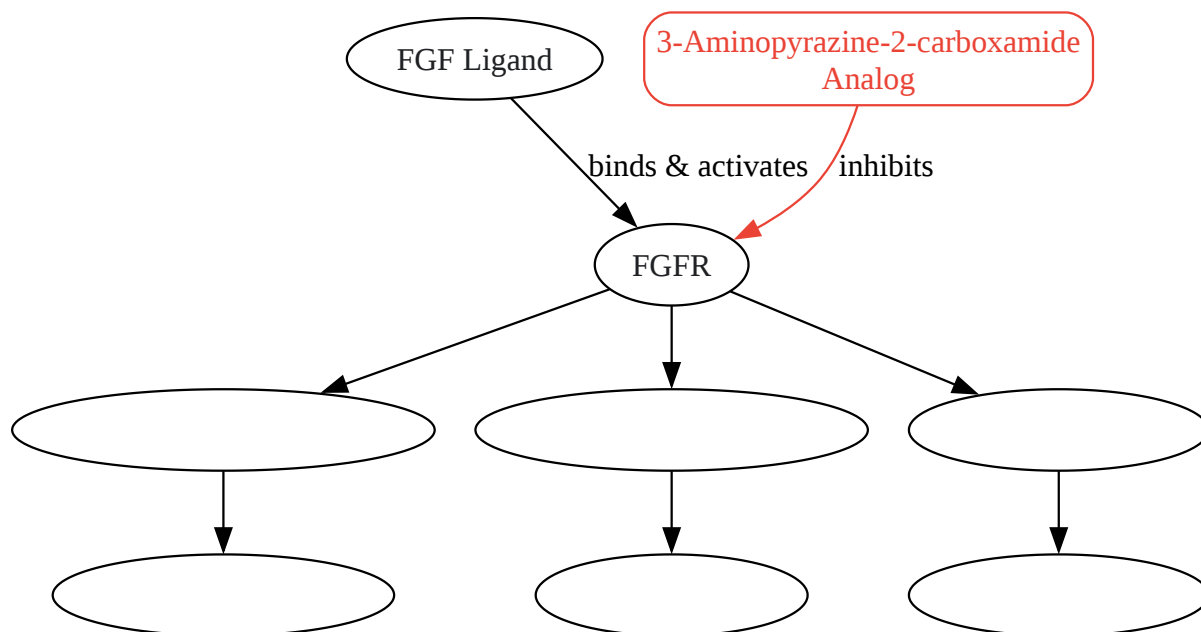 FGF Ligand
3-Aminopyrazine-2-carboxamide
Analog
binds & activates
inhibits
FGFR